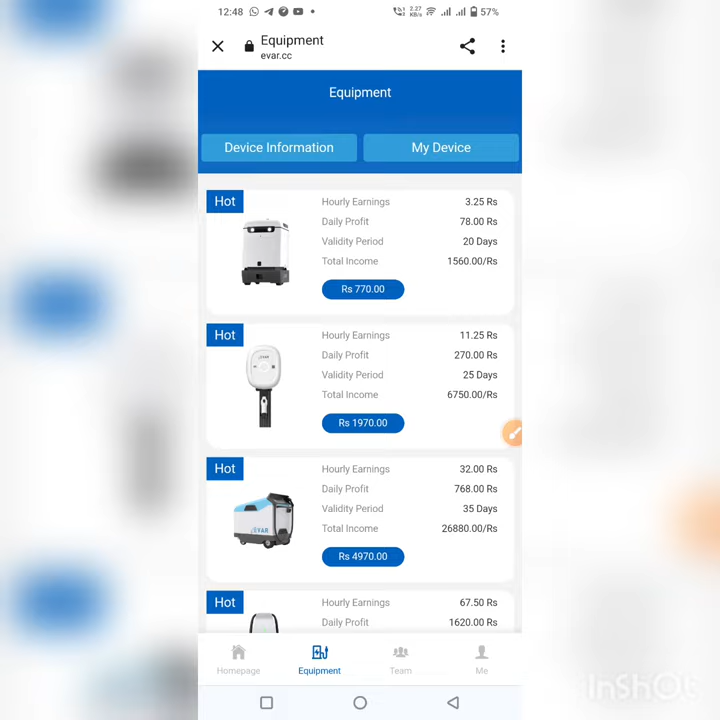 12:48
2.27
KB/s
57%
Equipment
evar.cc
Equipment
Device Information
My Device
Hot
Hourly Earnings 3.25 Rs
Daily Profit 78.00 Rs
Validity Period 20 Days
Total Income 1560.00/Rs
Rs 770.00
Hot
Hourly Earnings 11.25 Rs
Daily Profit 270.00 Rs
Validity Period 25 Days
Total Income 6750.00/Rs
Rs 1970.00
Hot
EVAR
Hourly Earnings 32.00 Rs
Daily Profit 768.00 Rs
Validity Period 35 Days
Total Income 26880.00/Rs
Rs 4970.00
Hot
Hourly Earnings 67.50 Rs
Daily Profit 1620.00 Rs
Homepage
Equipment
Team
Me
InShOt